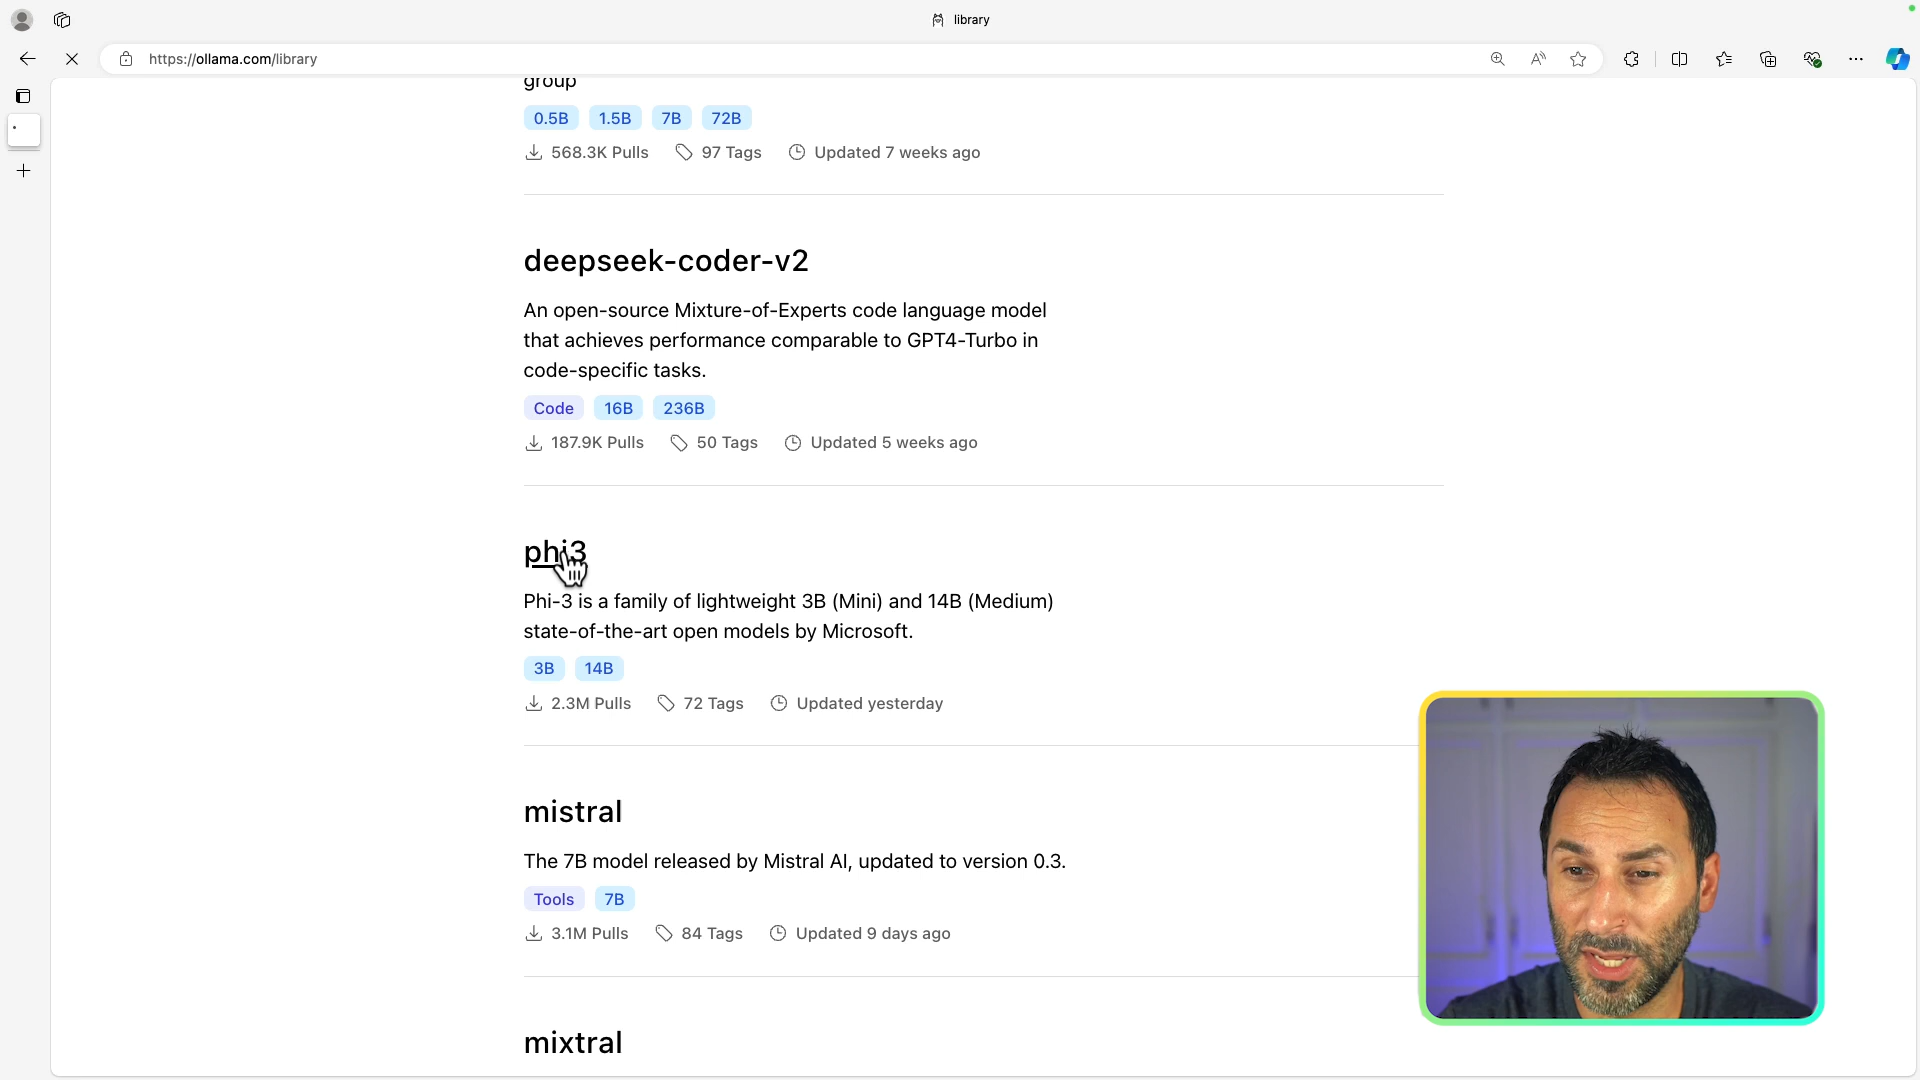 library
https://ollama.com/library
group
0.5B 1.5B 7B 72B
568.3K Pulls 97 Tags Updated 7 weeks ago
deepseek-coder-v2
An open-source Mixture-of-Experts code language model
that achieves performance comparable to GPT4-Turbo in
code-specific tasks.
Code 16B 236B
187.9K Pulls 50 Tags Updated 5 weeks ago
phi3
Phi-3 is a family of lightweight 3B (Mini) and 14B (Medium)
state-of-the-art open models by Microsoft.
3B 14B
2.3M Pulls 72 Tags Updated yesterday
mistral
The 7B model released by Mistral AI, updated to version 0.3.
Tools 7B
3.1M Pulls 84 Tags Updated 9 days ago
mixtral